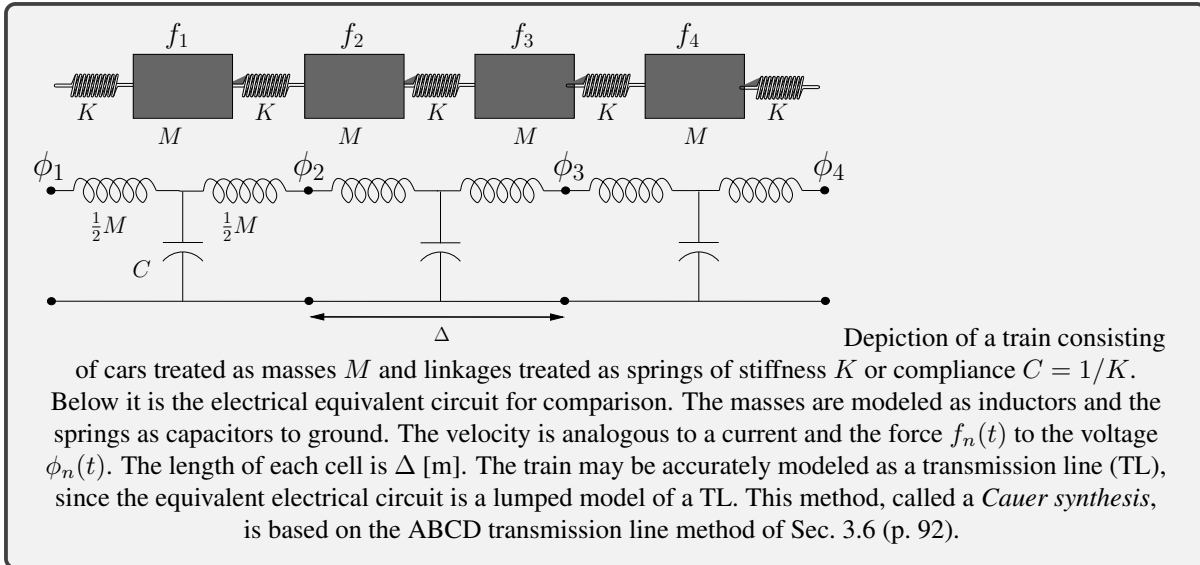 f₁ f₂ f₃ f₄
K K K K K
M M M M
ϕ₁ ϕ₂ ϕ₃ ϕ₄
½M ½M
C
Δ
Depiction of a train consisting
of cars treated as masses M and linkages treated as springs of stiffness K or compliance C = 1/K.
Below it is the electrical equivalent circuit for comparison. The masses are modeled as inductors and the
springs as capacitors to ground. The velocity is analogous to a current and the force fₙ(t) to the voltage
ϕₙ(t). The length of each cell is Δ [m]. The train may be accurately modeled as a transmission line (TL),
since the equivalent electrical circuit is a lumped model of a TL. This method, called a Cauer synthesis,
is based on the ABCD transmission line method of Sec. 3.6 (p. 92).